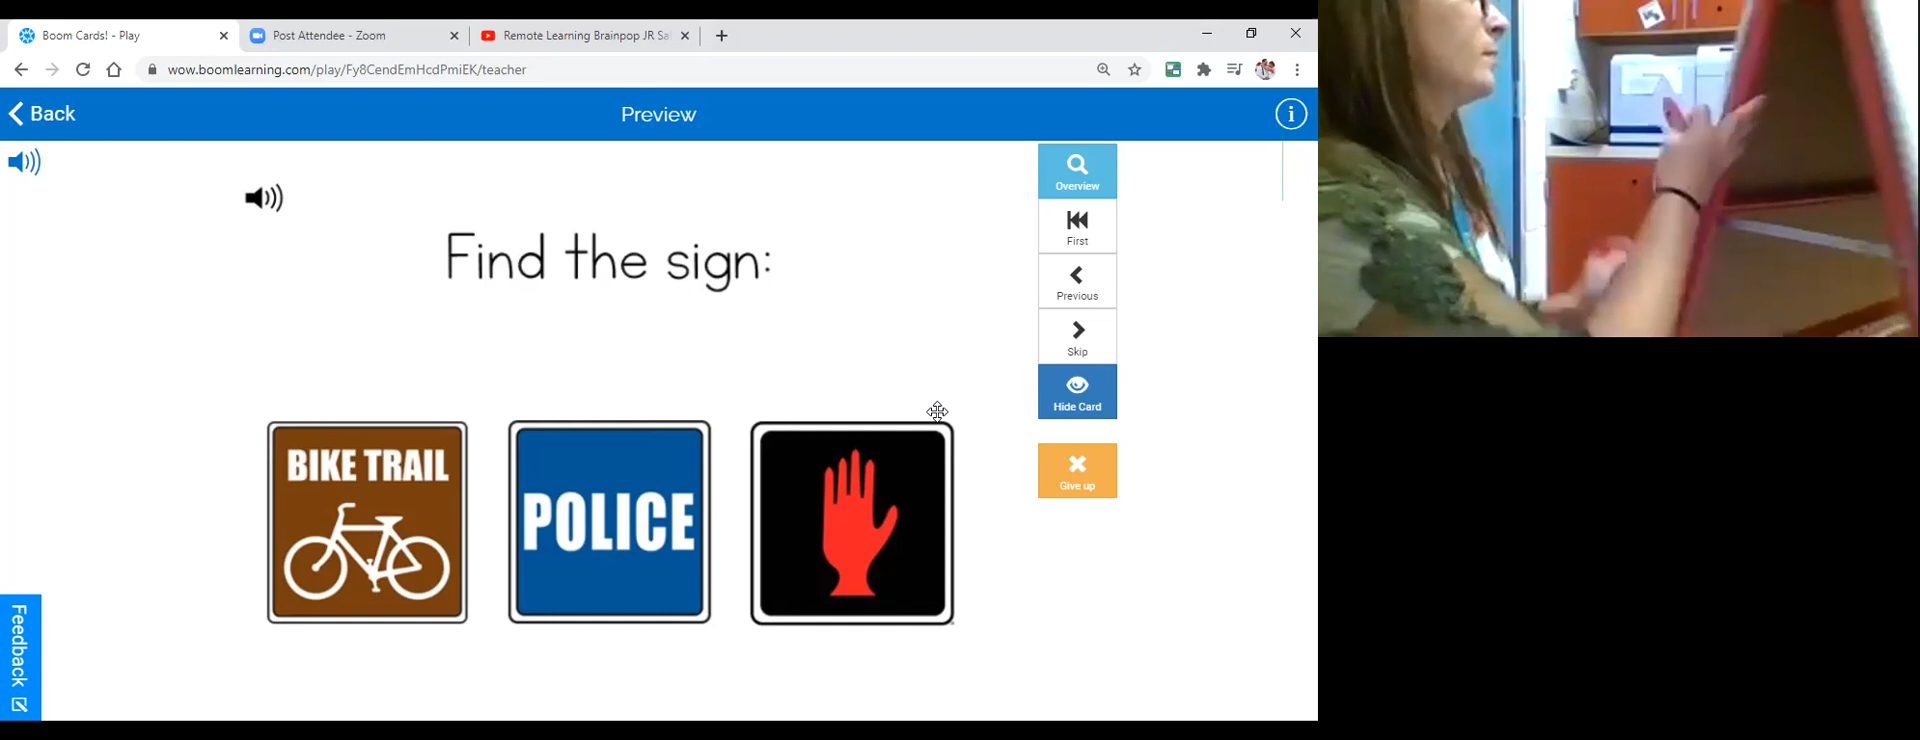 Boom Cards! - Play
Post Attendee - Zoom
Remote Learning Brainpop JR Sa
wow.boomlearning.com/play/Fy8CendEmHcdPmiEK/teacher
Back
Preview
Overview
First
Previous
Skip
Hide Card
Give up
Find the sign:
BIKE TRAIL
POLICE
Feedback